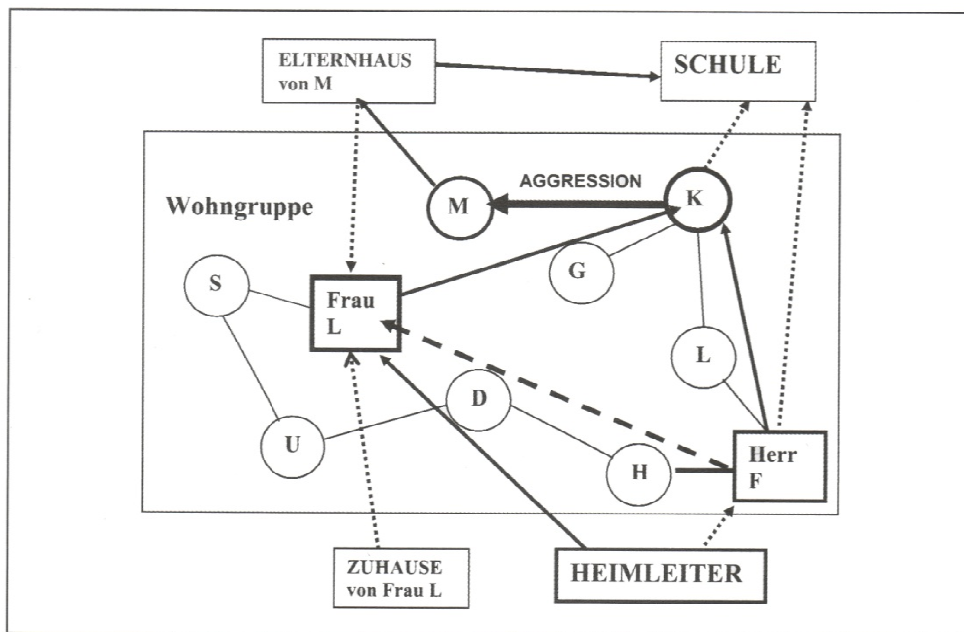 ELTERNHAUS
von M
SCHULE
AGGRESSION
M
K
Wohngruppe
G
S
Frau
L
L
D
U
H
Herr
F
ZUHAUSE
von Frau L
HEIMLEITER